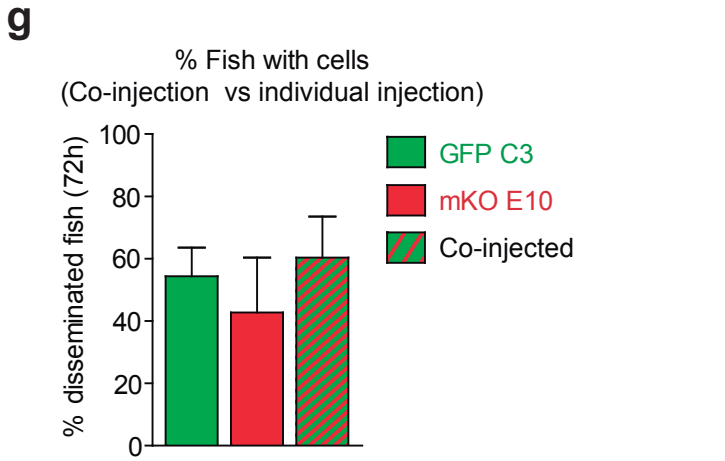 g
% Fish with cells
(Co-injection vs individual injection)
% disseminated fish (72h)
100
80
60
40
20
0
GFP C3
mKO E10
Co-injected